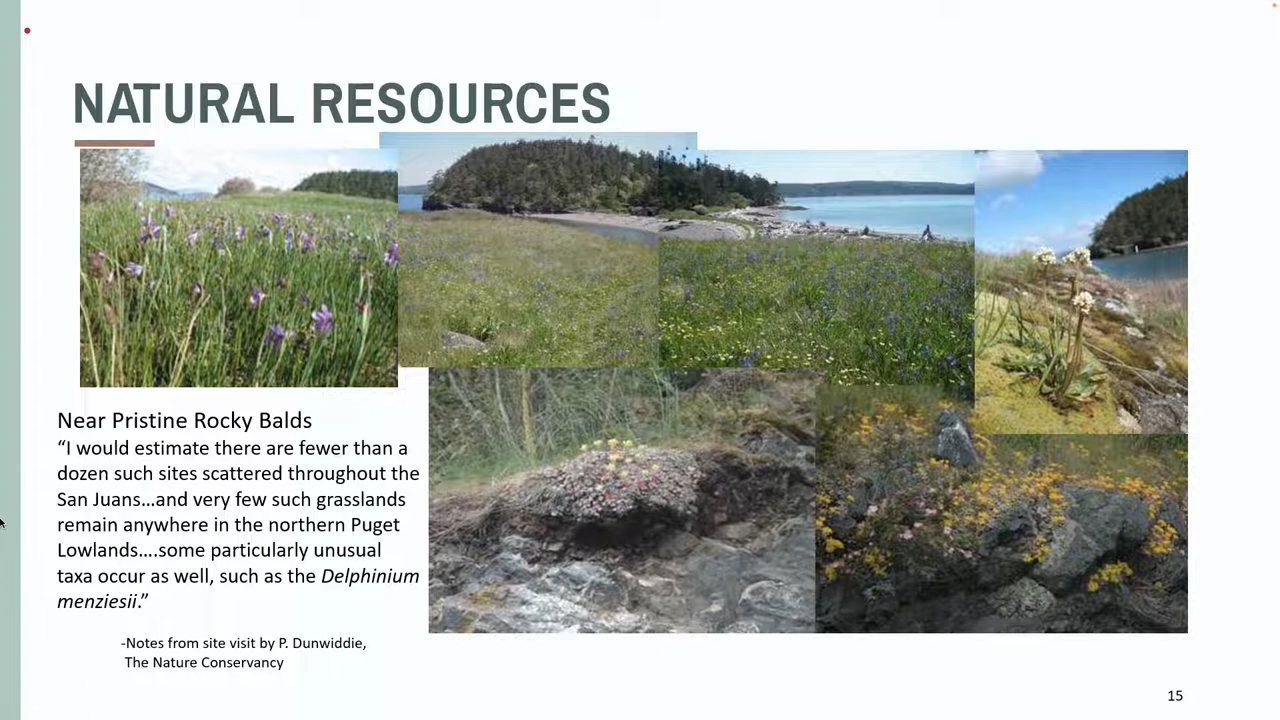 NATURAL RESOURCES
Near Pristine Rocky Balds
“I would estimate there are fewer than a
dozen such sites scattered throughout the
San Juans…and very few such grasslands
remain anywhere in the northern Puget
Lowlands….some particularly unusual
taxa occur as well, such as the Delphinium
menziesii.”
-Notes from site visit by P. Dunwiddie,
The Nature Conservancy
15